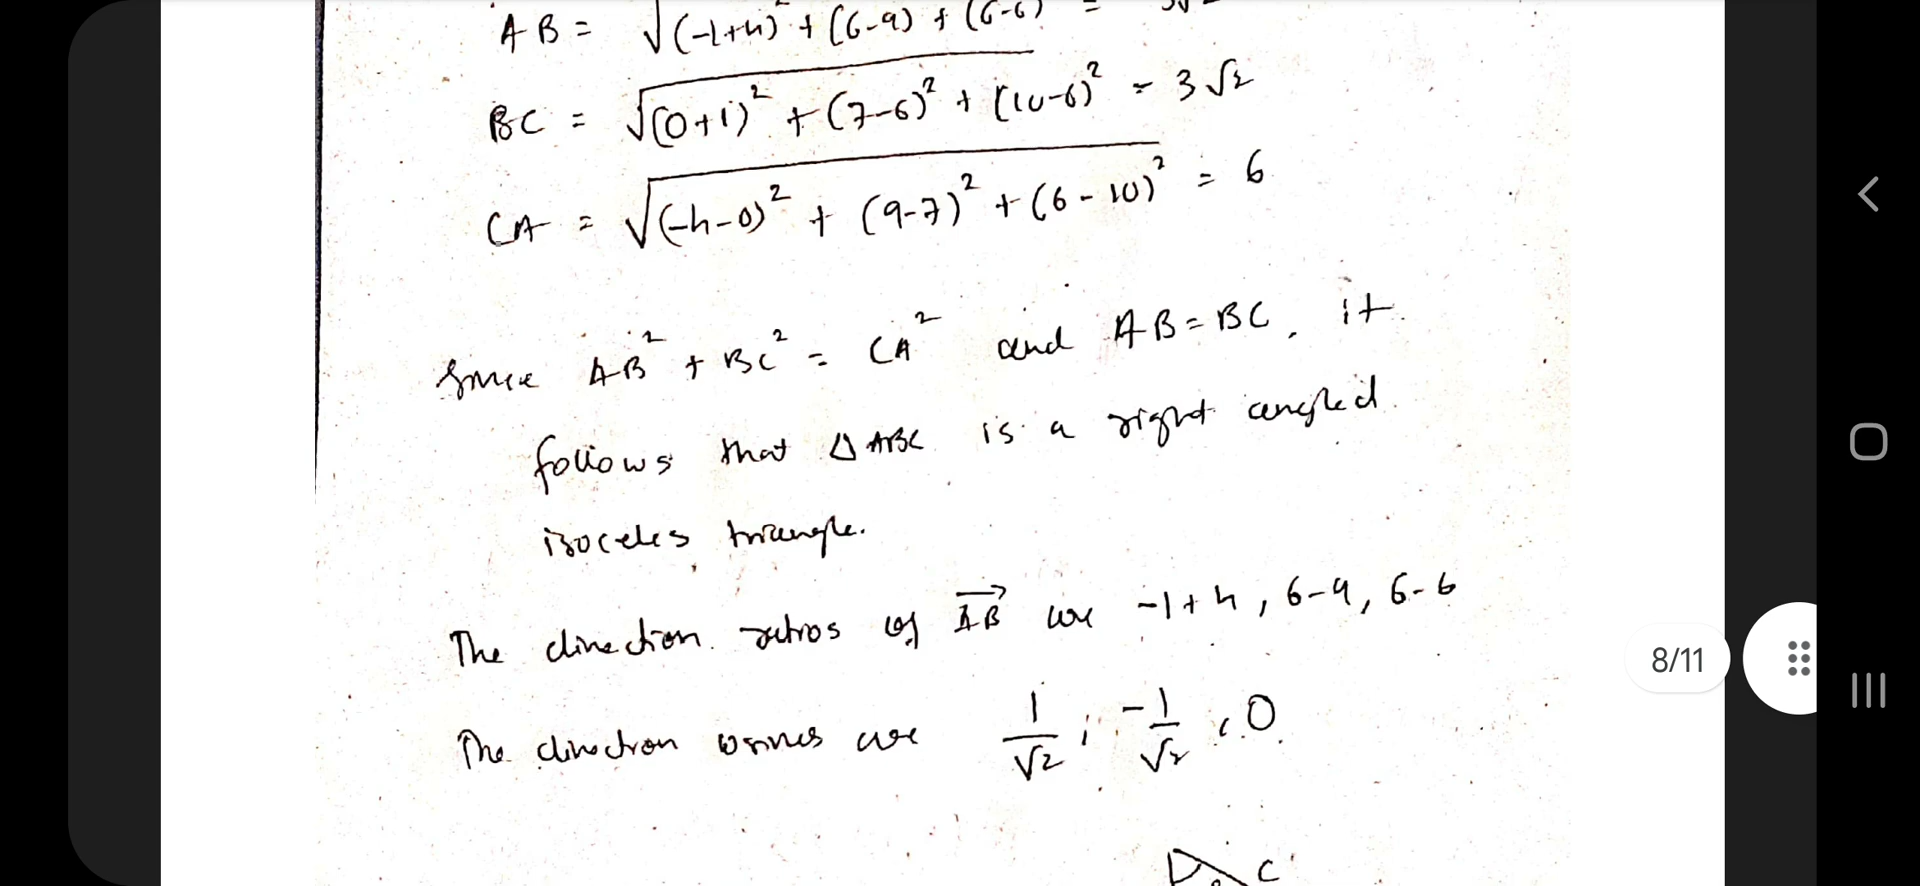 AB = √(-1+4)² + (6-9) + (6-6) =
BC = √(0+1)² + (7-6)² + (10-6)² = 3√2
CA = √(-4-0)² + (9-7)² + (6-10)² = 6
Since AB² + BC² = CA² and AB = BC, it
follows that △ABC is a right angled
isoceles triangle.
The direction ratios of AB are -1+4, 6-9, 6-6
The direction cosines are 1/√2, -1/√2, 0
C
8/11